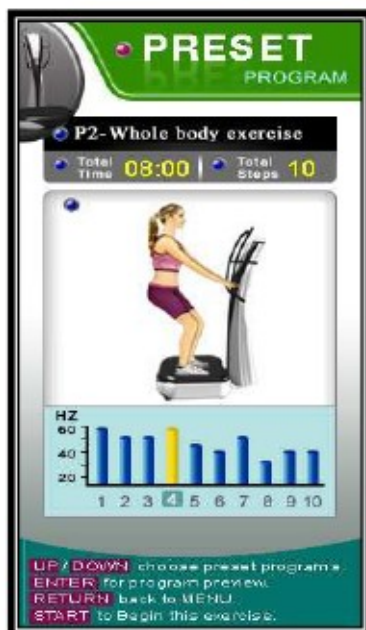 PRESET
PROGRAM
P2-Whole body exercise
Total Time 08:00 Total Steps 10
HZ
60
40
20
1 2 3 4 5 6 7 8 9 10
UP/DOWN choose preset programs.
ENTER for program preview.
RETURN back to MENU.
START to Begin this exercise.